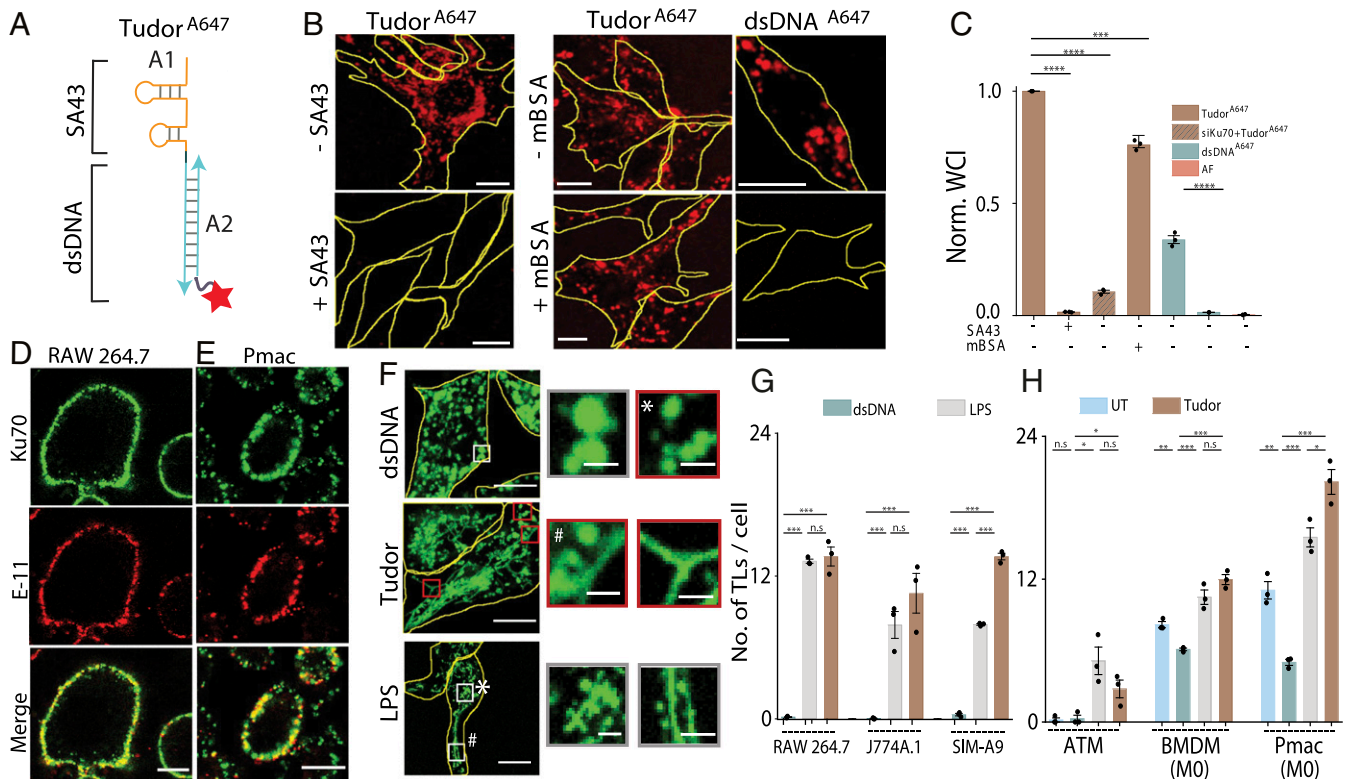 A
Tudor A647
A1
SA43
dsDNA
A2
B
Tudor A647
Tudor A647
dsDNA A647
- SA43
+ SA43
- mBSA
+ mBSA
C
***
****
****
****
Norm. WCI
1.0
0.5
0.0
Tudor A647
siKu70+Tudor A647
dsDNA A647
AF
SA43 - + - - - - -
mBSA - - - + - - -
D
RAW 264.7
Ku70
E-11
Merge
E
Pmac
F
dsDNA
Tudor
LPS
*
#
*
#
G
dsDNA
LPS
No. of TLs / cell
24
12
0
***
*** n.s
***
*** n.s
***
*** ***
RAW 264.7
J774A.1
SIM-A9
H
UT
Tudor
24
12
0
*
n.s * n.s
***
** *** n.s
***
** *** *
ATM
BMDM
(M0)
Pmac
(M0)